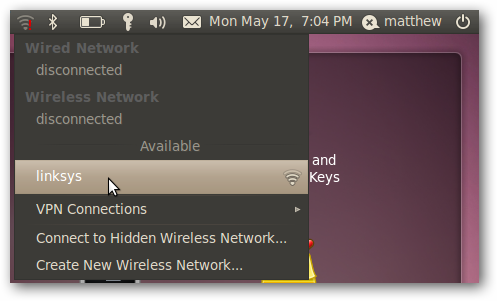 Mon May 17, 7:04 PM matthew
Wired Network
disconnected
Wireless Network
disconnected
Available
linksys
and
Keys
VPN Connections
Connect to Hidden Wireless Network...
Create New Wireless Network...